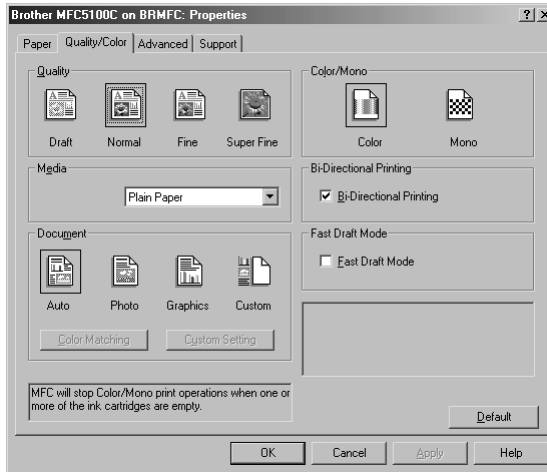 Brother MFC5100C on BRMFC: Properties
? x
Paper Quality/Color Advanced Support
Quality
Draft Normal Fine Super Fine
Color/Mono
Color Mono
Media
Plain Paper
Bi-Directional Printing
Bi-Directional Printing
Document
Auto Photo Graphics Custom
Color Matching Custom Setting
Fast Draft Mode
Fast Draft Mode
MFC will stop Color/Mono print operations when one or
more of the ink cartridges are empty.
Default
OK Cancel Apply Help